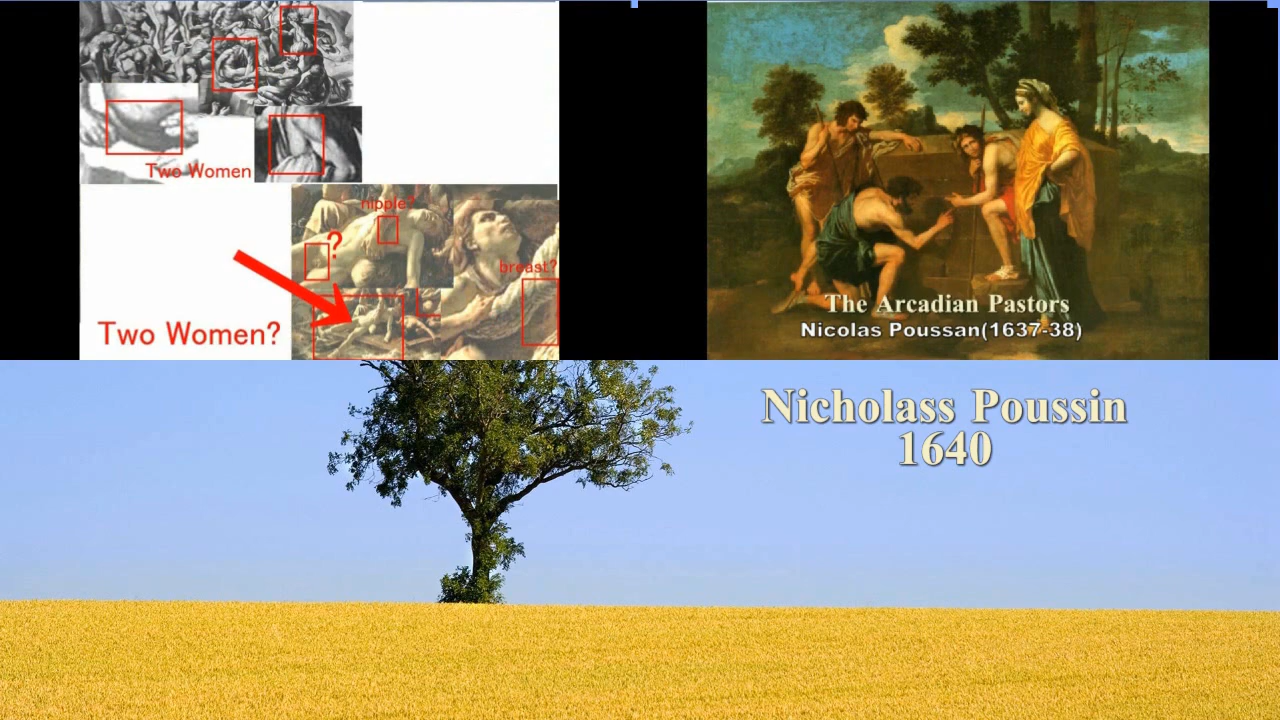 Two Women
nipple?
?
breast?
Two Women?
The Arcadian Pastors
Nicolas Poussan(1637-38)
Nicholass Poussin
1640